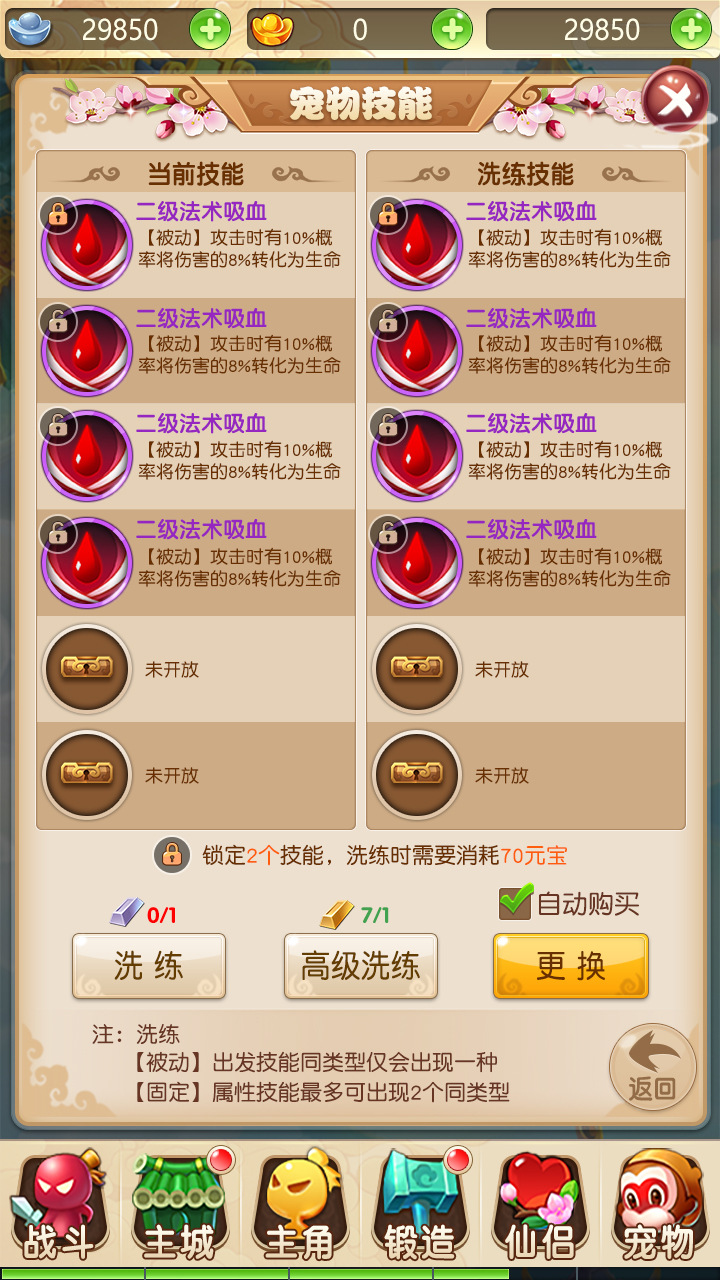 29850
0
29850
宠物技能
当前技能
二级法术吸血
【被动】攻击时有10%概
率将伤害的8%转化为生命
二级法术吸血
【被动】攻击时有10%概
率将伤害的8%转化为生命
二级法术吸血
【被动】攻击时有10%概
率将伤害的8%转化为生命
二级法术吸血
【被动】攻击时有10%概
率将伤害的8%转化为生命
未开放
未开放
洗练技能
二级法术吸血
【被动】攻击时有10%概
率将伤害的8%转化为生命
二级法术吸血
【被动】攻击时有10%概
率将伤害的8%转化为生命
二级法术吸血
【被动】攻击时有10%概
率将伤害的8%转化为生命
二级法术吸血
【被动】攻击时有10%概
率将伤害的8%转化为生命
未开放
未开放
锁定2个技能，洗练时需要消耗70元宝
0/1
7/1
自动购买
洗练
高级洗练
更换
注：洗练
【被动】出发技能同类型仅会出现一种
【固定】属性技能最多可出现2个同类型
返回
战斗
主城
主角
锻造
仙侣
宠物